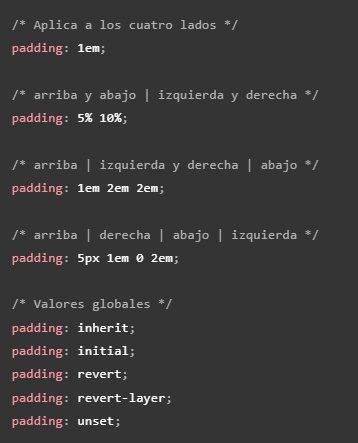 /* Aplica a los cuatro lados */
padding: 1em;
/* arriba y abajo | izquierda y derecha */
padding: 5% 10%;
/* arriba | izquierda y derecha | abajo */
padding: 1em 2em 2em;
/* arriba | derecha | abajo | izquierda */
padding: 5px 1em 0 2em;
/* Valores globales */
padding: inherit;
padding: initial;
padding: revert;
padding: revert-layer;
padding: unset;